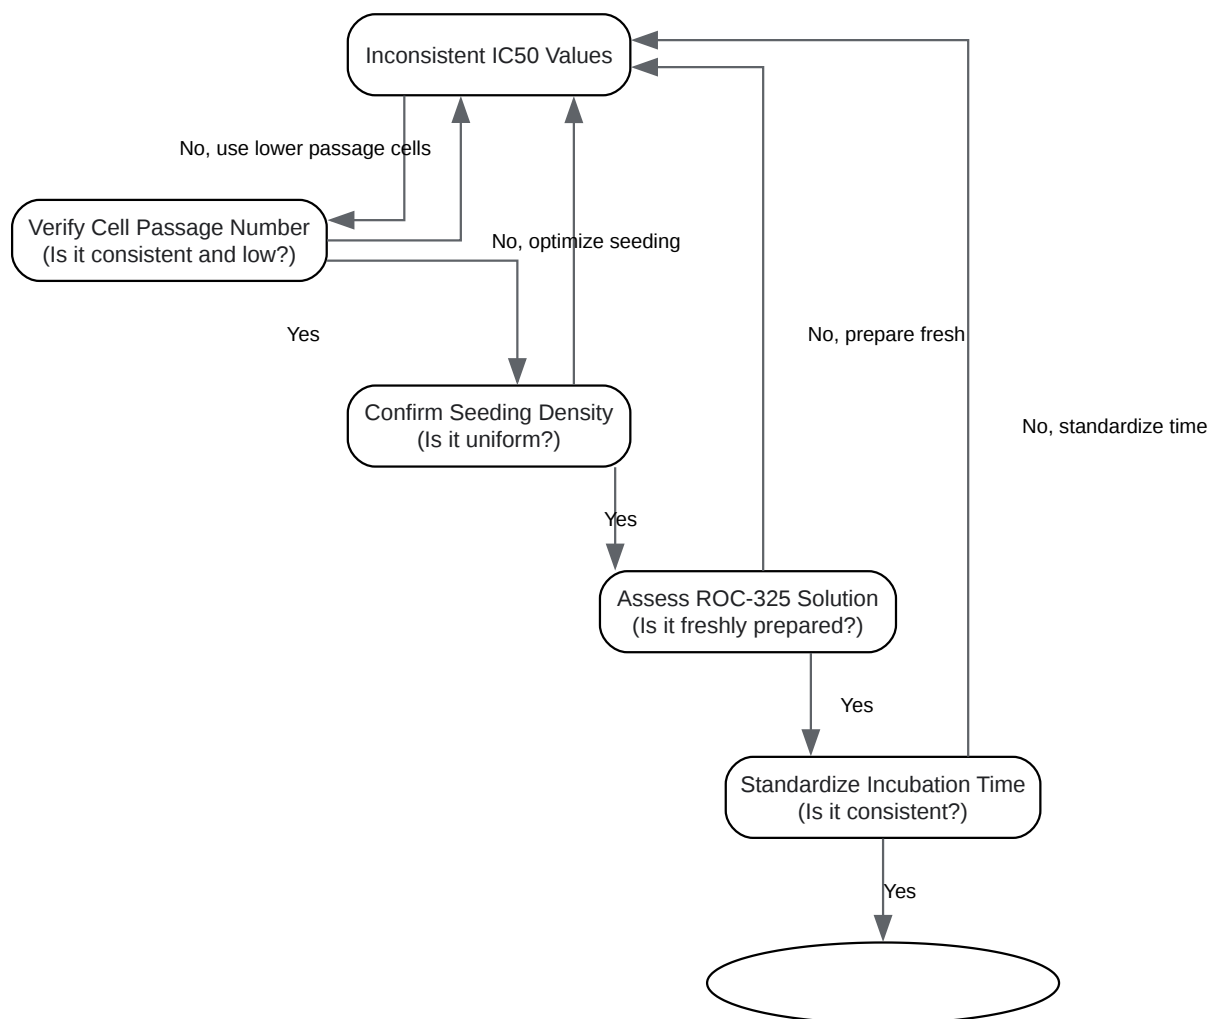 Inconsistent IC50 Values
No, use lower passage cells
Verify Cell Passage Number
(Is it consistent and low?)
No, optimize seeding
Yes
No, prepare fresh
Confirm Seeding Density
(Is it uniform?)
No, standardize time
Yes
Assess ROC-325 Solution
(Is it freshly prepared?)
Yes
Standardize Incubation Time
(Is it consistent?)
Yes